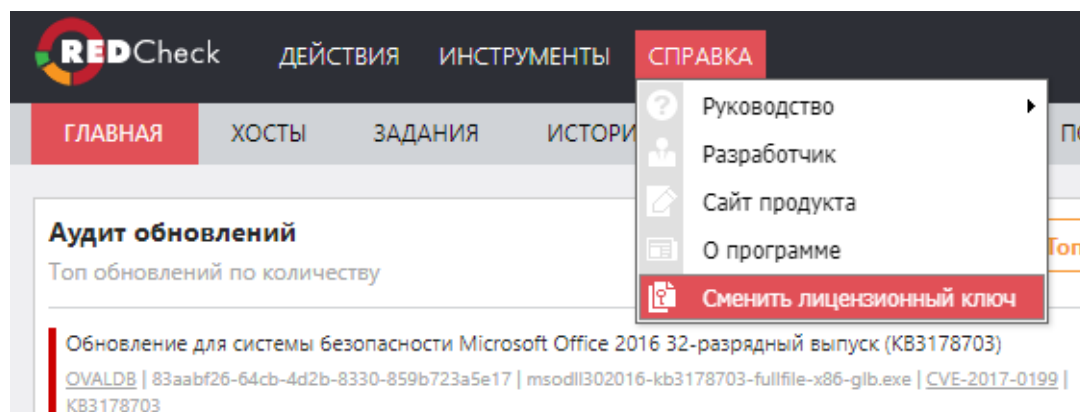 REDCheck ДЕЙСТВИЯ ИНСТРУМЕНТЫ СПРАВКА
ГЛАВНАЯ ХОСТЫ ЗАДАНИЯ
Руководство
Разработчик
Сайт продукта
О программе
Сменить лицензионный ключ
Аудит обновлений
Топ обновлений по количеству
Обновление для системы безопасности Microsoft Office 2016 32-разрядный выпуск (KB3178703)
OVALDB | 83aabf26-64cb-4d2b-8330-859b723a5e17 | msodll302016-kb3178703-fullfile-x86-glb.exe | CVE-2017-0199 |
KB3178703